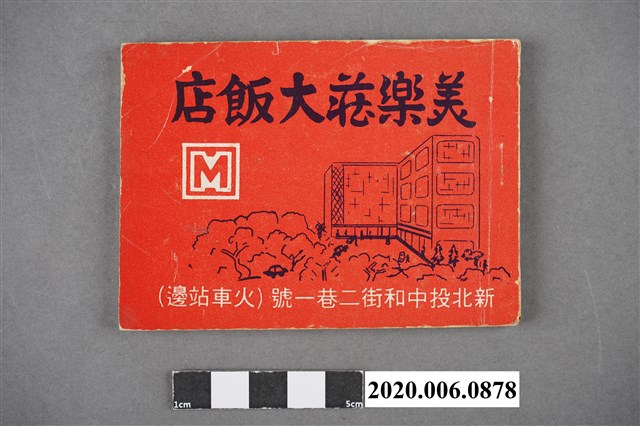 美樂莊大飯店
M
新北投中和街二巷一號(火車站邊)
1cm
5cm
2020.006.0878